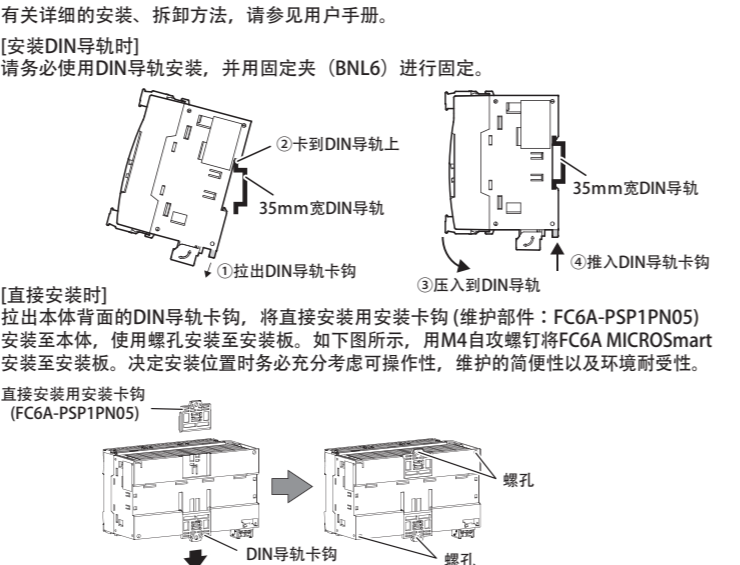 有关详细的安装、拆卸方法，请参见用户手册。
[安装DIN导轨时]
请务必使用DIN导轨安装，并用固定夹（BNL6）进行固定。
②卡到DIN导轨上
35mm宽DIN导轨
①拉出DIN导轨卡钩
35mm宽DIN导轨
④推入DIN导轨卡钩
③压入到DIN导轨
[直接安装时]
拉出本体背面的DIN导轨卡钩，将直接安装用安装卡钩 (维护部件：FC6A-PSP1PN05)
安装至本体，使用螺孔安装至安装板。如下图所示，用M4自攻螺钉将FC6A MICROSmart
安装至安装板。决定安装位置时务必充分考虑可操作性，维护的简便性以及环境耐受性。
直接安装用安装卡钩
(FC6A-PSP1PN05)
螺孔
DIN导轨卡钩
螺孔